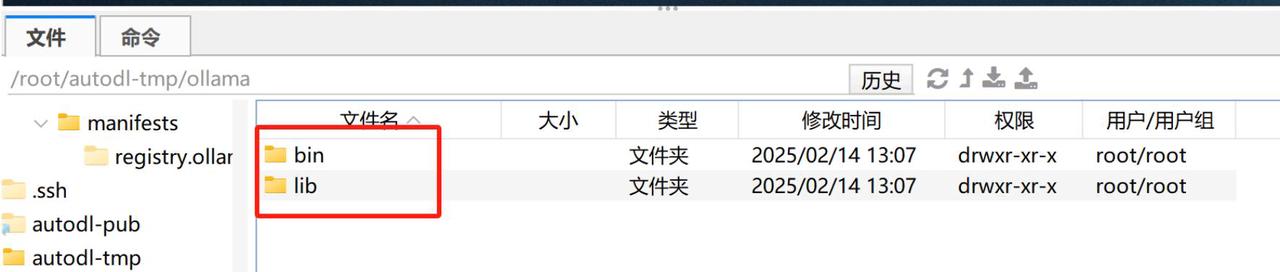 文件 命令
/root/autodl-tmp/ollama 历史
manifests
registry.ollar
.ssh
autodl-pub
autodl-tmp
文件名 大小 类型 修改时间 权限 用户/用户组
bin 文件夹 2025/02/14 13:07 drwxr-xr-x root/root
lib 文件夹 2025/02/14 13:07 drwxr-xr-x root/root